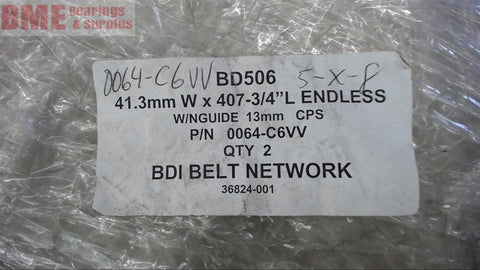 BME Bearings & surplus
0064-C6VV BD506 5-X-8
41.3mm W x 407-3/4"L ENDLESS
W/NGUIDE 13mm CPS
P/N 0064-C6VV
QTY 2
BDI BELT NETWORK
36824-001